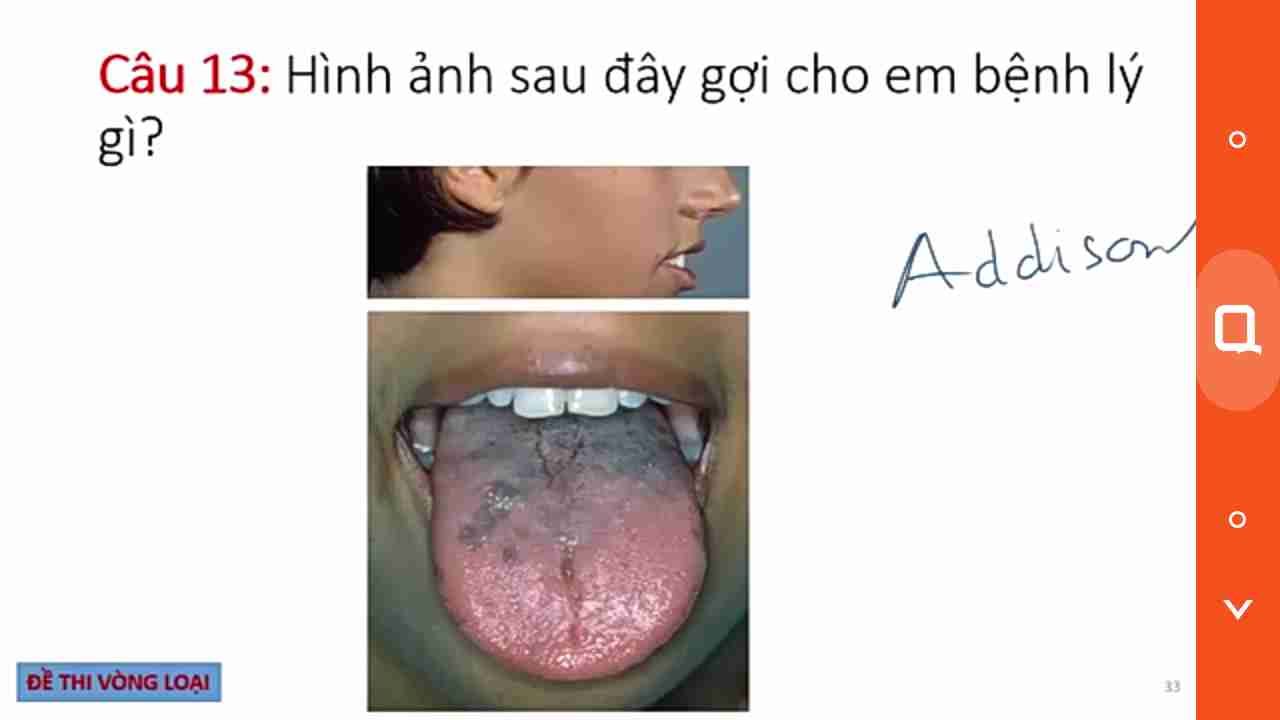 Câu 13: Hình ảnh sau đây gợi cho em bệnh lý
gì?
Addison
ĐỀ THI VÒNG LOẠI
33